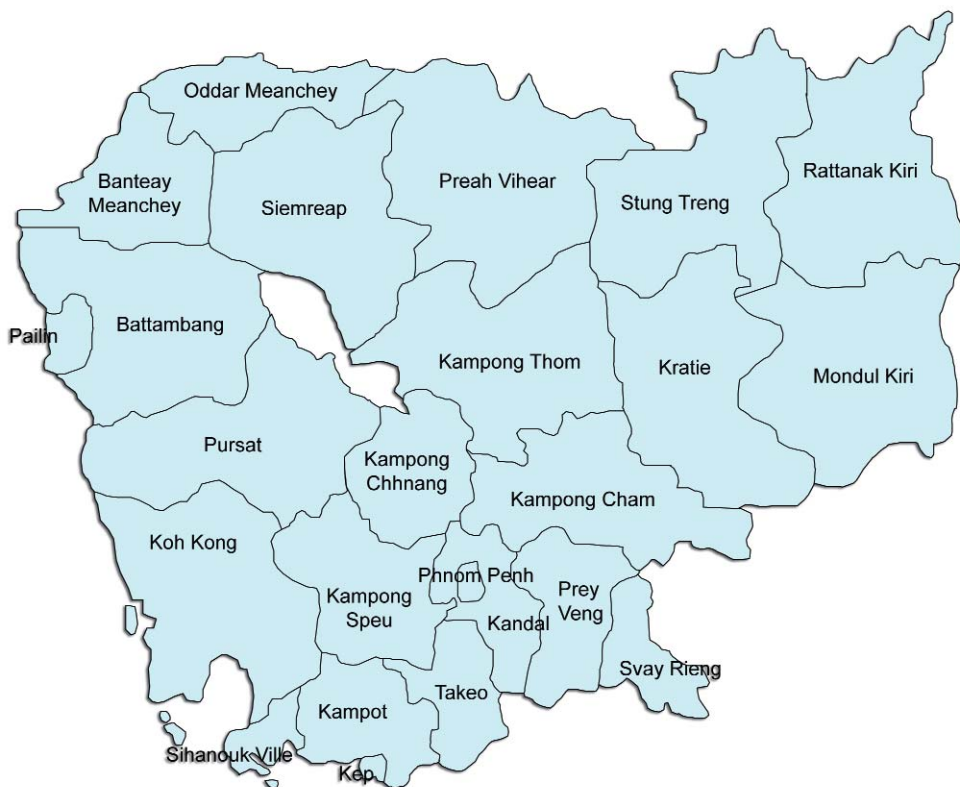 Oddar Meanchey
Banteay
Meanchey
Siemreap
Preah Vihear
Stung Treng
Rattanak Kiri
Pailin
Battambang
Kampong Thom
Kratie
Mondul Kiri
Pursat
Kampong
Chhnang
Kampong Cham
Koh Kong
Kampong
Speu
Phnom Penh
Prey
Veng
Kandal
Svay Rieng
Takeo
Kampot
Sihanouk Ville
Kep